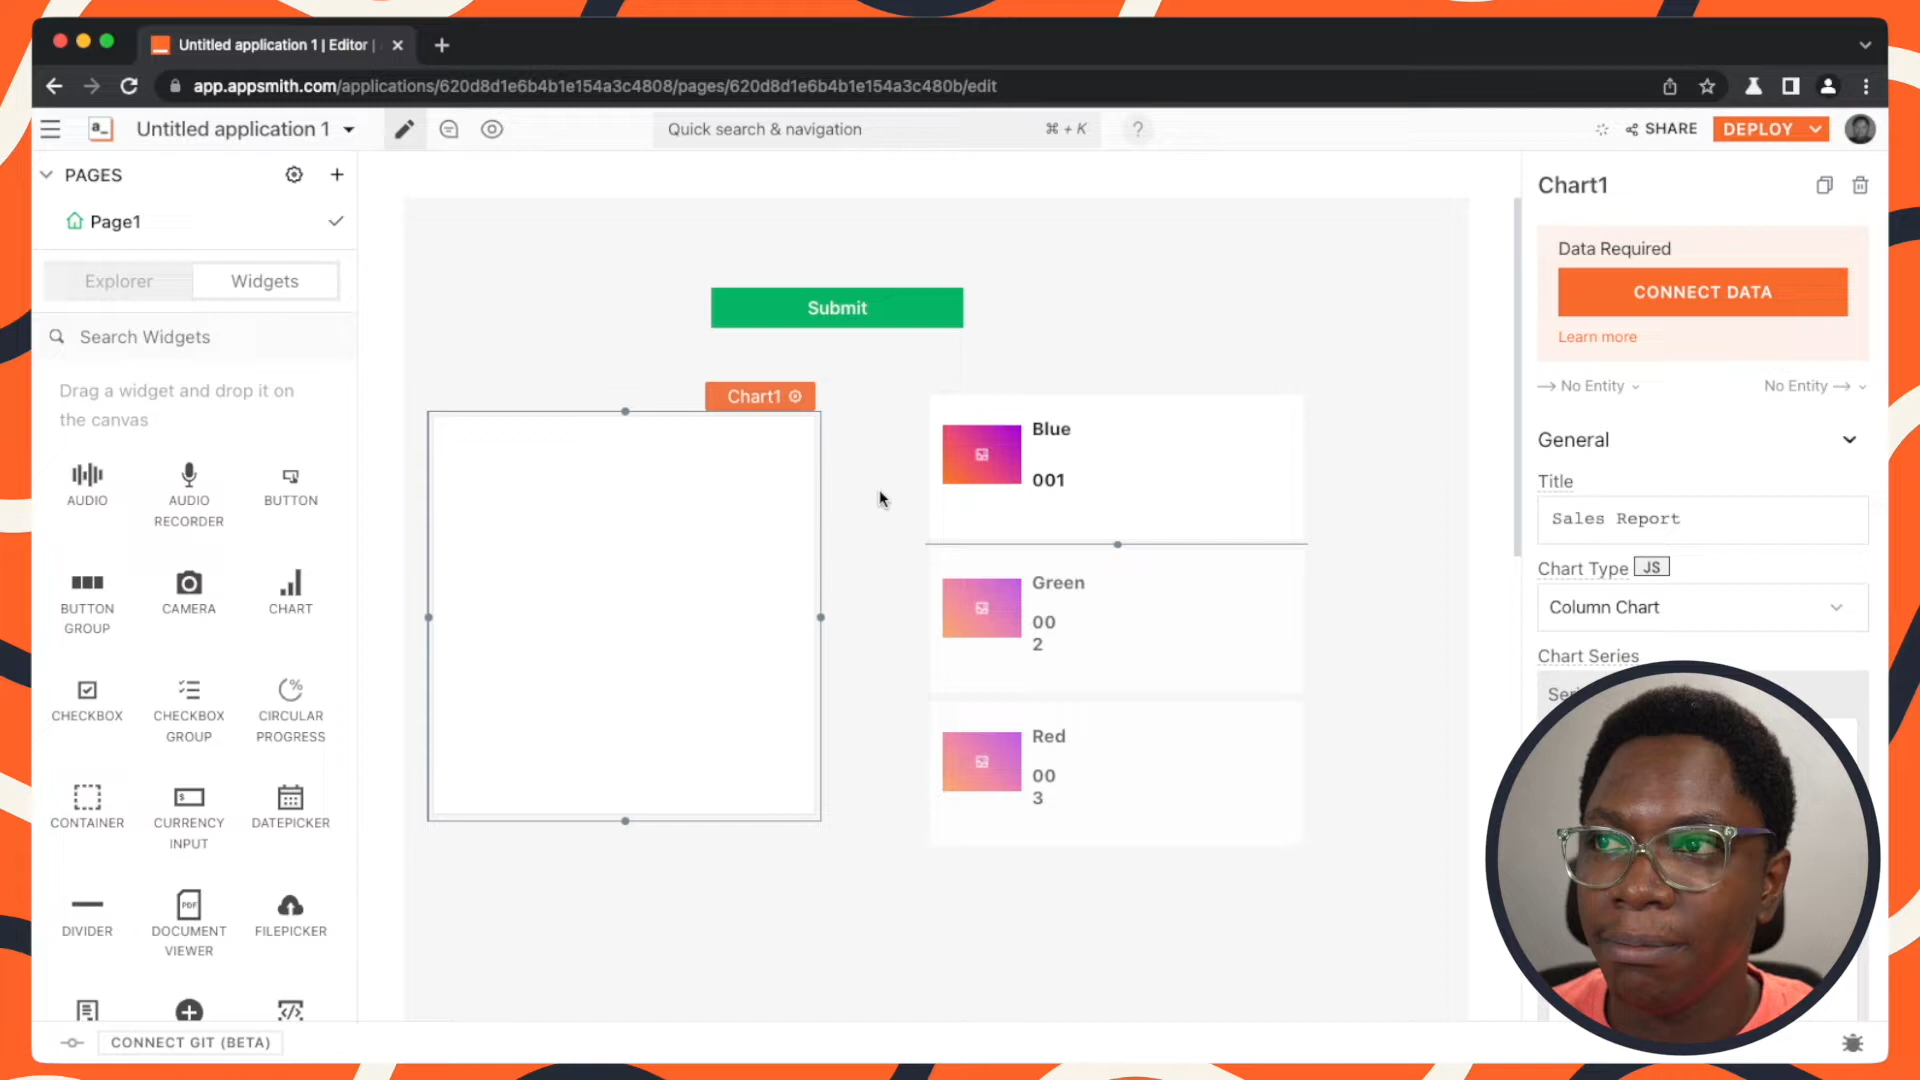 Untitled application 1 | Editor |
app.appsmith.com/applications/620d8d1e6b4b1e154a3c4808/pages/620d8d1e6b4b1e154a3c480b/edit
a_
Untitled application 1
Quick search & navigation
⌘ + K
?
SHARE
DEPLOY
PAGES
Page1
Explorer
Widgets
Search Widgets
Drag a widget and drop it on
the canvas
AUDIO
AUDIO
RECORDER
BUTTON
BUTTON
GROUP
CAMERA
CHART
CHECKBOX
CHECKBOX
GROUP
CIRCULAR
PROGRESS
CONTAINER
CURRENCY
INPUT
DATEPICKER
DIVIDER
PDF
DOCUMENT
VIEWER
FILEPICKER
CONNECT GIT (BETA)
Submit
Chart1
Blue
001
Green
00
2
Red
00
3
Chart1
Data Required
CONNECT DATA
Learn more
No Entity
No Entity
General
Title
Sales Report
Chart Type
JS
Column Chart
Chart Series